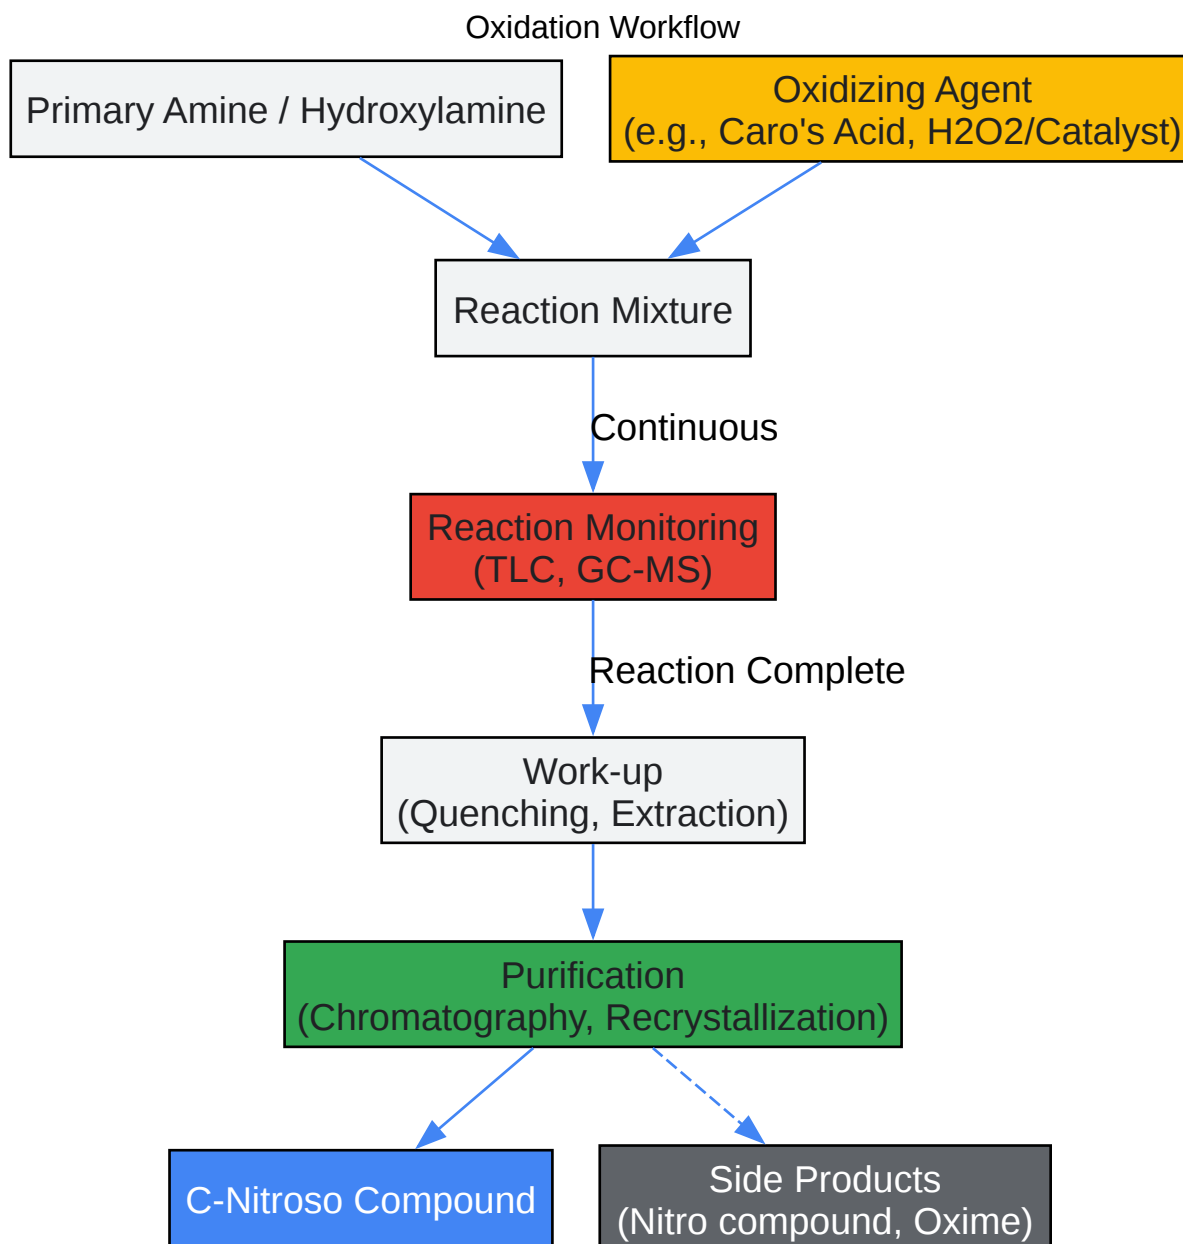 Oxidation Workflow
Primary Amine / Hydroxylamine
Oxidizing Agent
(e.g., Caro's Acid, H2O2/Catalyst)
Reaction Mixture
Continuous
Reaction Monitoring
(TLC, GC-MS)
Reaction Complete
Work-up
(Quenching, Extraction)
Purification
(Chromatography, Recrystallization)
C-Nitroso Compound
Side Products
(Nitro compound, Oxime)